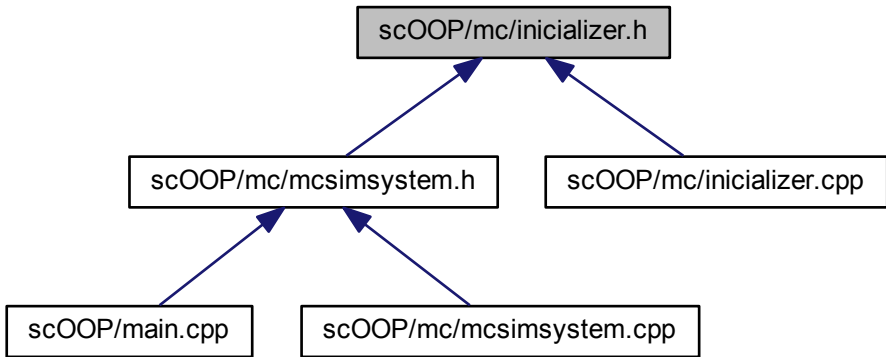 scOOP/mc/inicializer.h
scOOP/mc/mcsimsystem.h
scOOP/mc/inicializer.cpp
scOOP/main.cpp
scOOP/mc/mcsimsystem.cpp